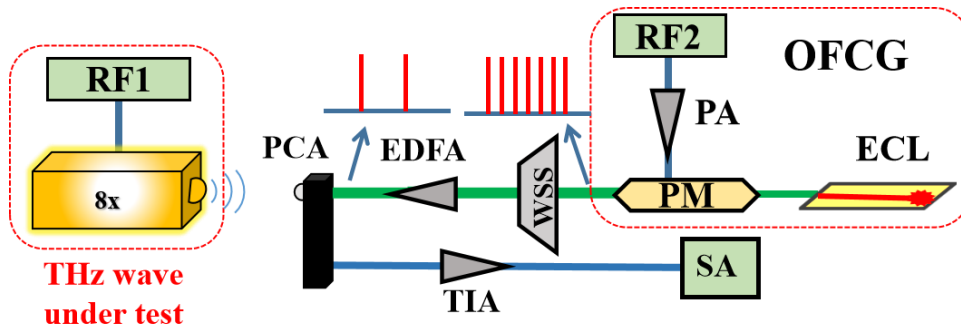 RF1
8x
THz wave
under test
PCA
EDFA
WSS
RF2
OFCG
PA
ECL
PM
TIA
SA